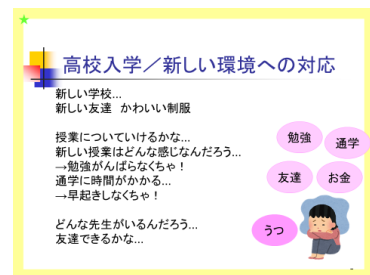 高校入学／新しい環境への対応
新しい学校...
新しい友達　かわいい制服
授業についていけるかな...
新しい授業はどんな感じなんだろう...
→勉強がんばらなくちゃ！
通学に時間がかかる...
→早起きしなくちゃ！
どんな先生がいるんだろう...
友達できるかな...
勉強
通学
友達
お金
うつ